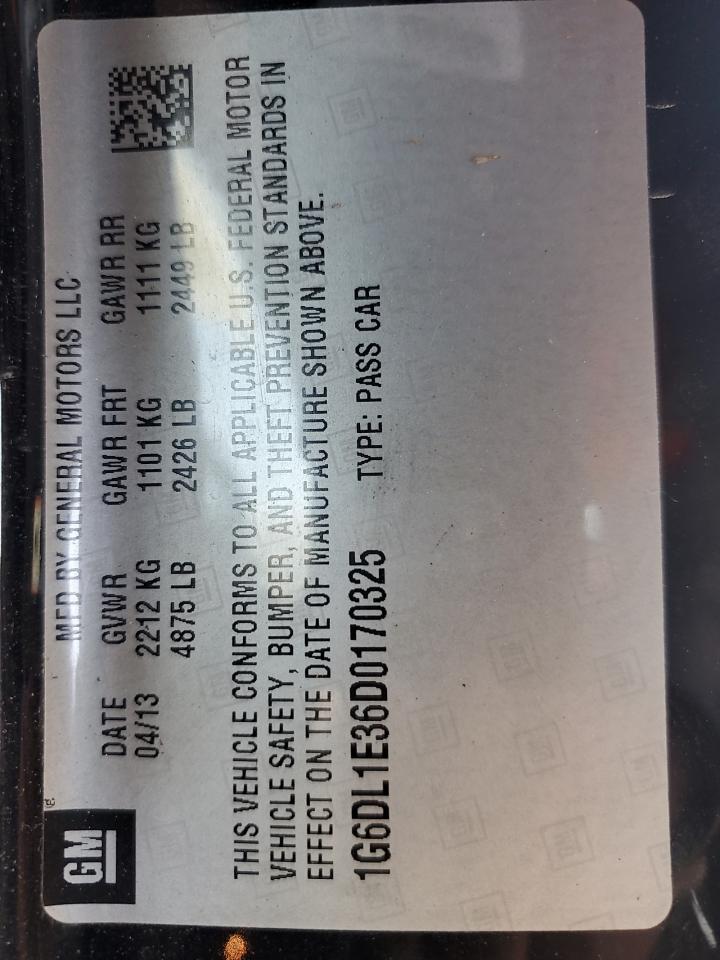 GM
MFD BY GENERAL MOTORS LLC
DATE GVWR GAWR FRT GAWR RR
04/13 2212 KG 1101 KG 1111 KG
4875 LB 2426 LB 2449 LB
THIS VEHICLE CONFORMS TO ALL APPLICABLE U.S. FEDERAL MOTOR
VEHICLE SAFETY, BUMPER, AND THEFT PREVENTION STANDARDS IN
EFFECT ON THE DATE OF MANUFACTURE SHOWN ABOVE.
1G6DL1E36D0170325 TYPE: PASS CAR